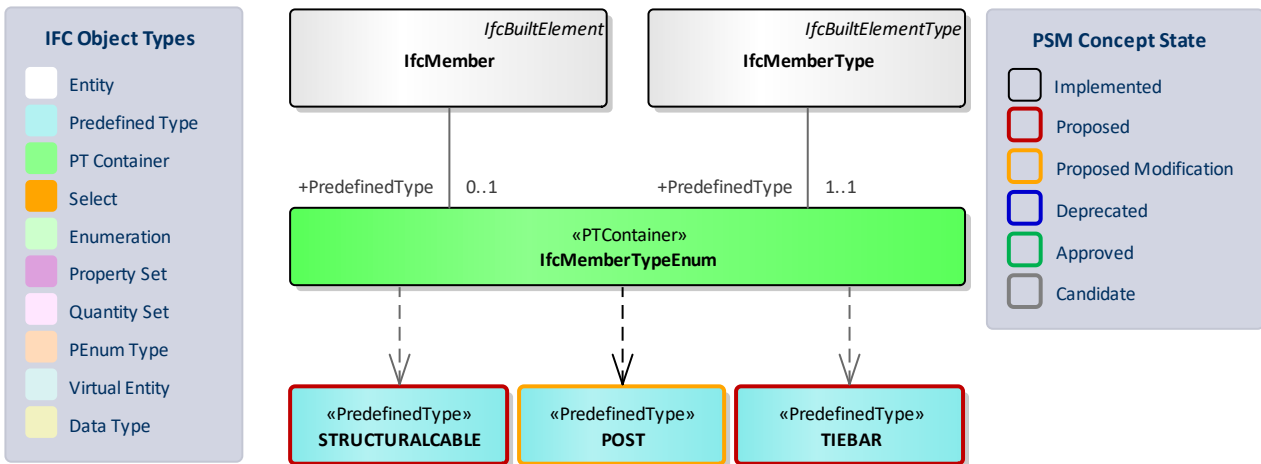 IFC Object Types
Entity
Predefined Type
PT Container
Select
Enumeration
Property Set
Quantity Set
PEnum Type
Virtual Entity
Data Type
IfcBuiltElement
IfcMember
IfcBuiltElementType
IfcMemberType
+PredefinedType 0..1
+PredefinedType 1..1
«PTContainer»
IfcMemberTypeEnum
«PredefinedType»
STRUCTURALCABLE
«PredefinedType»
POST
«PredefinedType»
TIEBAR
PSM Concept State
Implemented
Proposed
Proposed Modification
Deprecated
Approved
Candidate